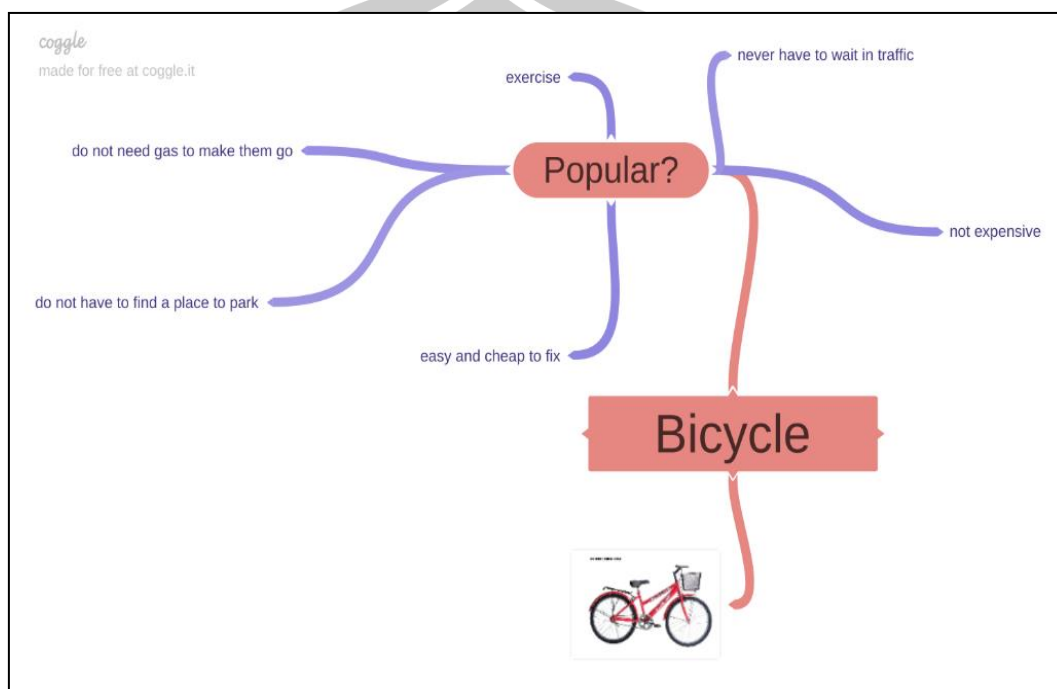 coggle
made for free at coggle.it
never have to wait in traffic
exercise
do not need gas to make them go
Popular?
not expensive
do not have to find a place to park
easy and cheap to fix
Bicycle